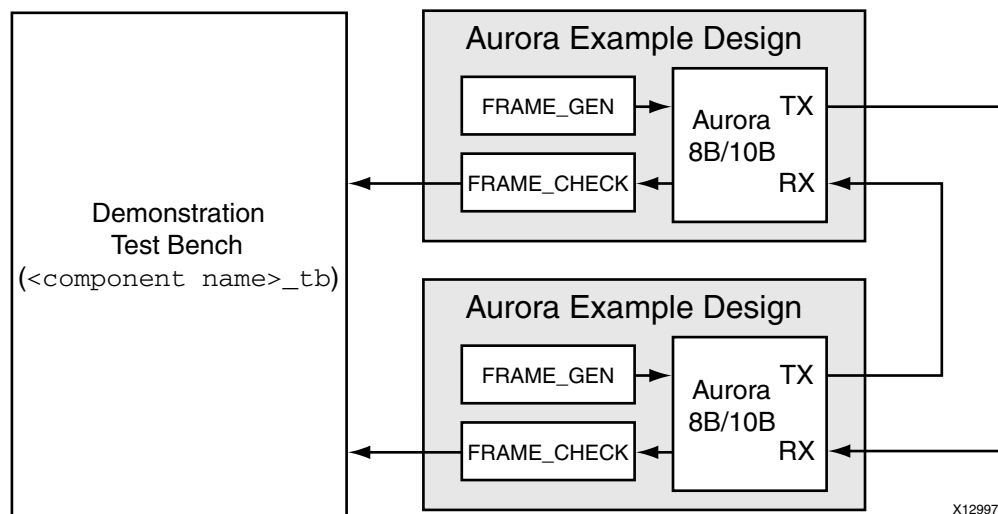 Demonstration
Test Bench
(<component name>_tb)
Aurora Example Design
FRAME_GEN
FRAME_CHECK
Aurora
8B/10B
TX
RX
Aurora Example Design
FRAME_GEN
FRAME_CHECK
Aurora
8B/10B
TX
RX
X12997